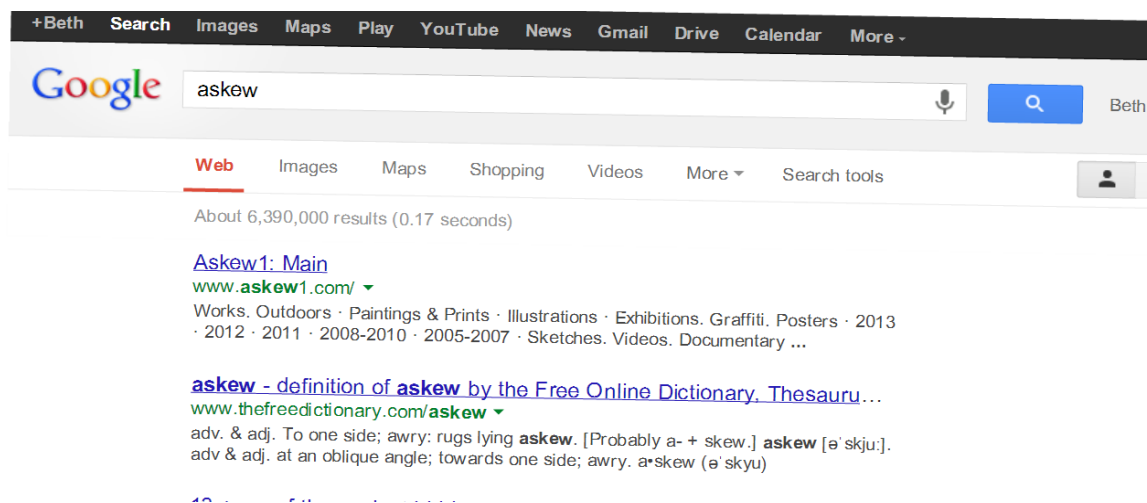 +Beth Search Images Maps Play YouTube News Gmail Drive Calendar More
Google askew Beth
Web Images Maps Shopping Videos More Search tools
About 6,390,000 results (0.17 seconds)
Askew1: Main
www.askew1.com/
Works. Outdoors · Paintings & Prints · Illustrations · Exhibitions. Graffiti. Posters · 2013
· 2012 · 2011 · 2008-2010 · 2005-2007 · Sketches. Videos. Documentary ...
askew - definition of askew by the Free Online Dictionary, Thesauru...
www.thefreedictionary.com/askew
adv. & adj. To one side; awry: rugs lying askew. [Probably a- + skew.] askew [əˈskjuː].
adv & adj. at an oblique angle; towards one side; awry. a•skew (əˈskyu)